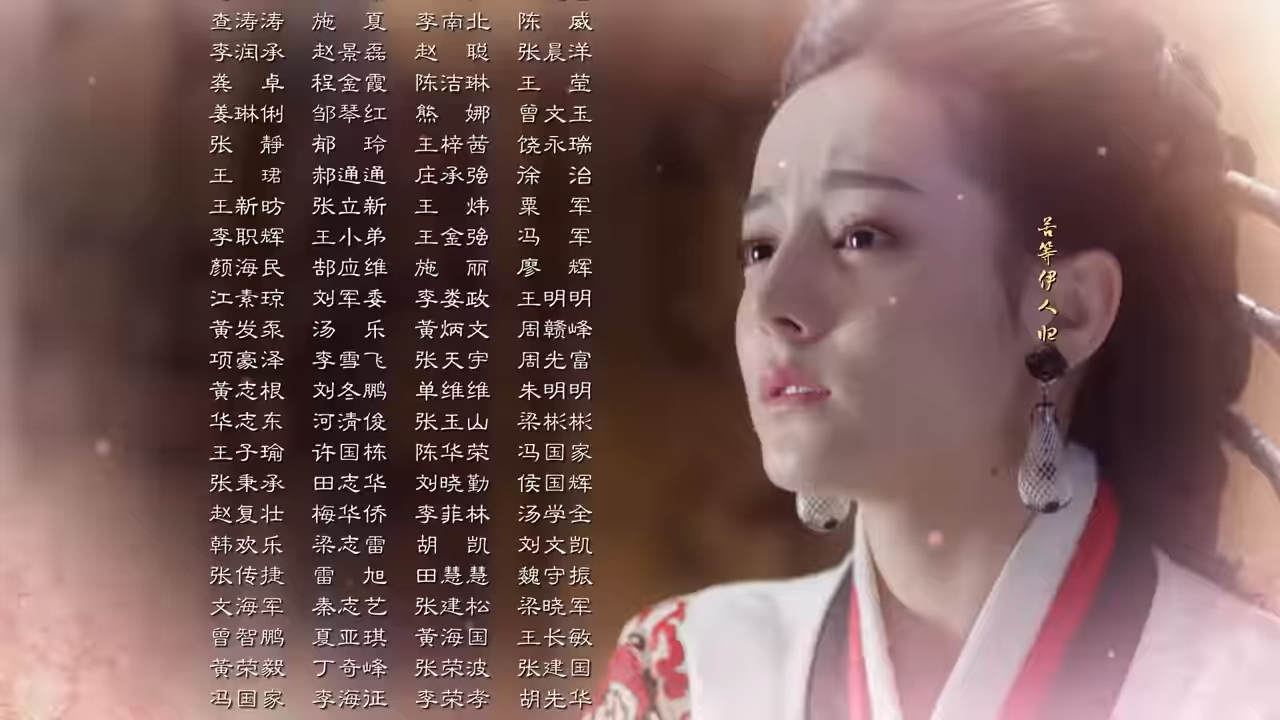 查涛涛 施夏 李南北 陈威
李润承 赵景磊 赵聪 张晨洋
龚卓 程金霞 陈洁琳 王莹
姜琳俐 邹琴红 熊娜 曾文玉
张静 郁玲 王梓茜 饶永瑞
王珺 郝通通 庄承强 涂治
王新昉 张立新 王炜 粟军
李职辉 王小弟 王金强 冯军
颜海民 郜应维 施丽 廖辉
江素琼 刘军委 李娄政 王明明
黄发泵 汤乐 黄炳文 周赣峰
项豪泽 李雪飞 张天宇 周光富
黄志根 刘冬鹏 单维维 朱明明
华志东 河清俊 张玉山 梁彬彬
王子瑜 许国栋 陈华荣 冯国家
张秉承 田志华 刘晓勤 侯国辉
赵复壮 梅华侨 李菲林 汤学全
韩欢乐 梁志雷 胡凯 刘文凯
张传捷 雷旭 田慧慧 魏守振
文海军 秦志艺 张建松 梁晓军
曾智鹏 夏亚琪 黄海国 王长敏
黄荣毅 丁奇峰 张荣波 张建国
冯国家 李海证 李荣孝 胡先华
苦等伊人归